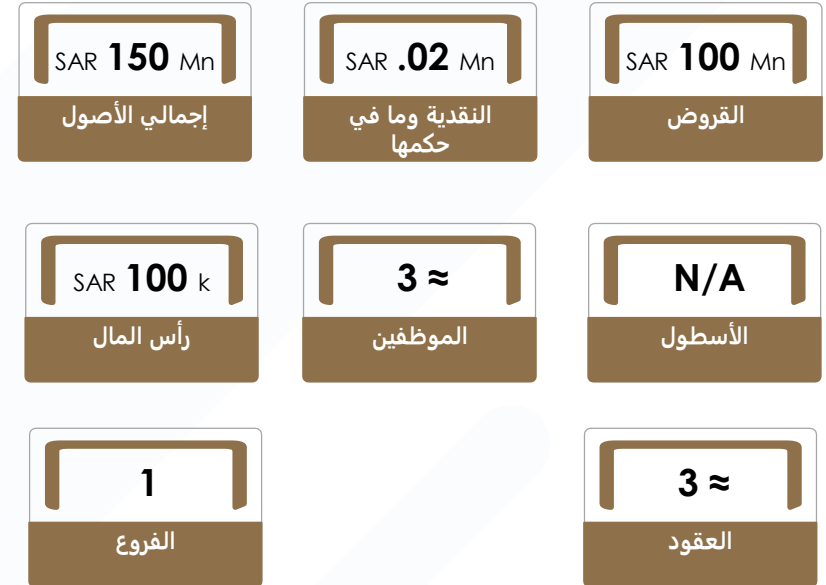 SAR 100 Mn
القروض
SAR .02 Mn
النقدية وما في
حكمها
SAR 150 Mn
إجمالي الأصول
N/A
الأسطول
3 ≈
الموظفين
SAR 100 k
رأس المال
3 ≈
العقود
1
الفروع